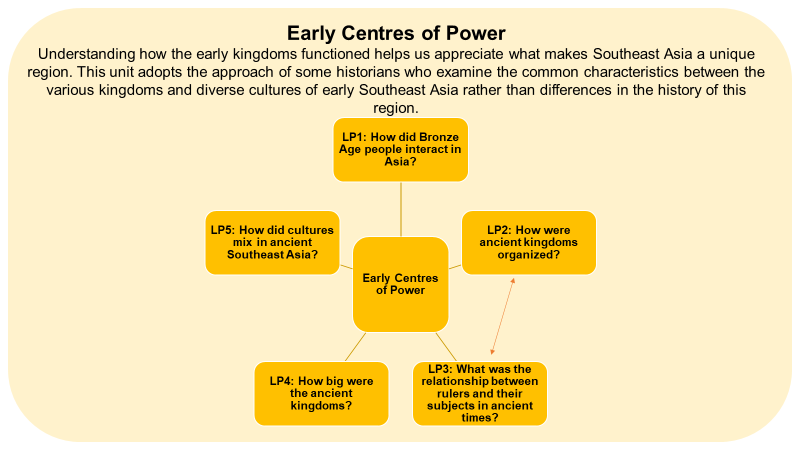 Early Centres of Power
Understanding how the early kingdoms functioned helps us appreciate what makes Southeast Asia a unique
region. This unit adopts the approach of some historians who examine the common characteristics between the
various kingdoms and diverse cultures of early Southeast Asia rather than differences in the history of this
region.
LP1: How did Bronze
Age people interact in
Asia?
LP5: How did cultures
mix in ancient
Southeast Asia?
LP2: How were
ancient kingdoms
organized?
Early Centres
of Power
LP4: How big were
the ancient
kingdoms?
LP3: What was the
relationship between
rulers and their
subjects in ancient
times?